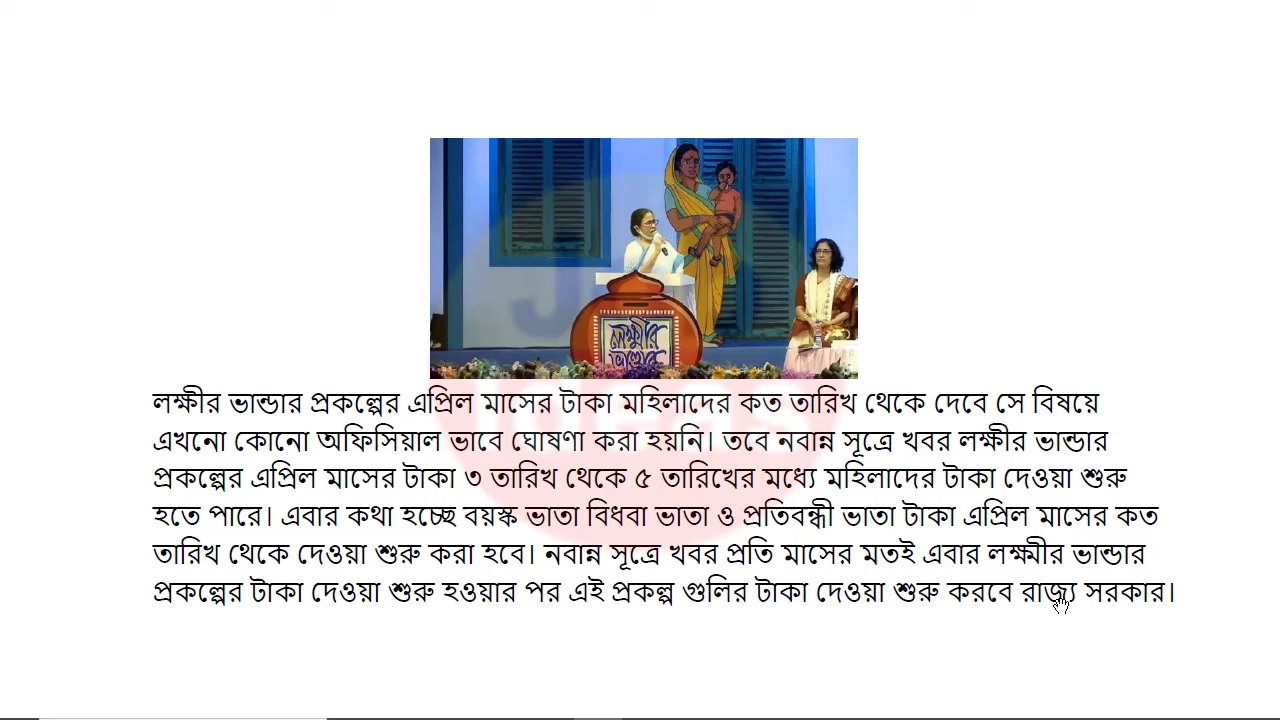 লক্ষীর
ভাণ্ডার
লক্ষীর ভান্ডার প্রকল্পের এপ্রিল মাসের টাকা মহিলাদের কত তারিখ থেকে দেবে সে বিষয়ে
এখনো কোনো অফিসিয়াল ভাবে ঘোষণা করা হয়নি। তবে নবান্ন সূত্রে খবর লক্ষীর ভান্ডার
প্রকল্পের এপ্রিল মাসের টাকা ৩ তারিখ থেকে ৫ তারিখের মধ্যে মহিলাদের টাকা দেওয়া শুরু
হতে পারে। এবার কথা হচ্ছে বয়স্ক ভাতা বিধবা ভাতা ও প্রতিবন্ধী ভাতা টাকা এপ্রিল মাসের কত
তারিখ থেকে দেওয়া শুরু করা হবে। নবান্ন সূত্রে খবর প্রতি মাসের মতই এবার লক্ষ্মীর ভান্ডার
প্রকল্পের টাকা দেওয়া শুরু হওয়ার পর এই প্রকল্প গুলির টাকা দেওয়া শুরু করবে রাজ্য সরকার।